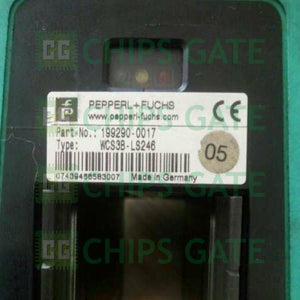 CHIPS GATE
PEPPERL+FUCHS
www.pepperl-fuchs.com
CE
Part-No.: 199290-0017
Type: WCS3B-LS246
05
07439466583007 Made in Germany
CHIPS GATE